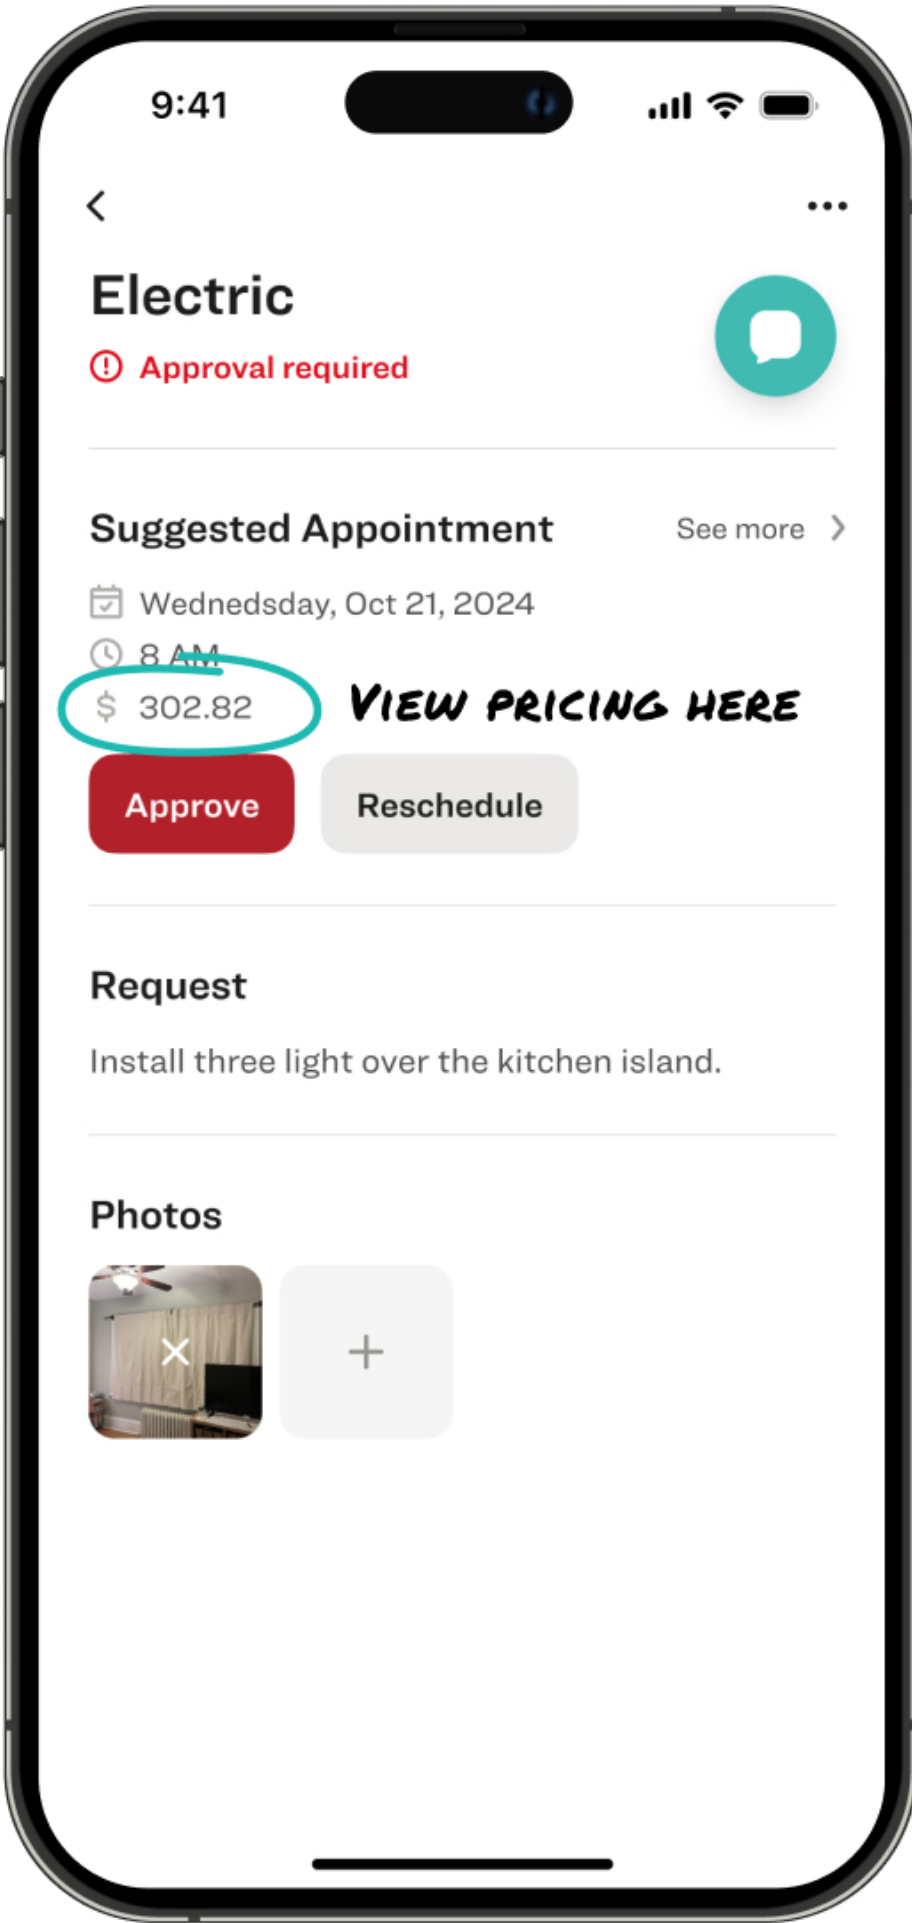 9:41
Electric
Approval required
Suggested Appointment See more
Wednedsday, Oct 21, 2024
8 AM
$ 302.82 VIEW PRICING HERE
Approve Reschedule
Request
Install three light over the kitchen island.
Photos